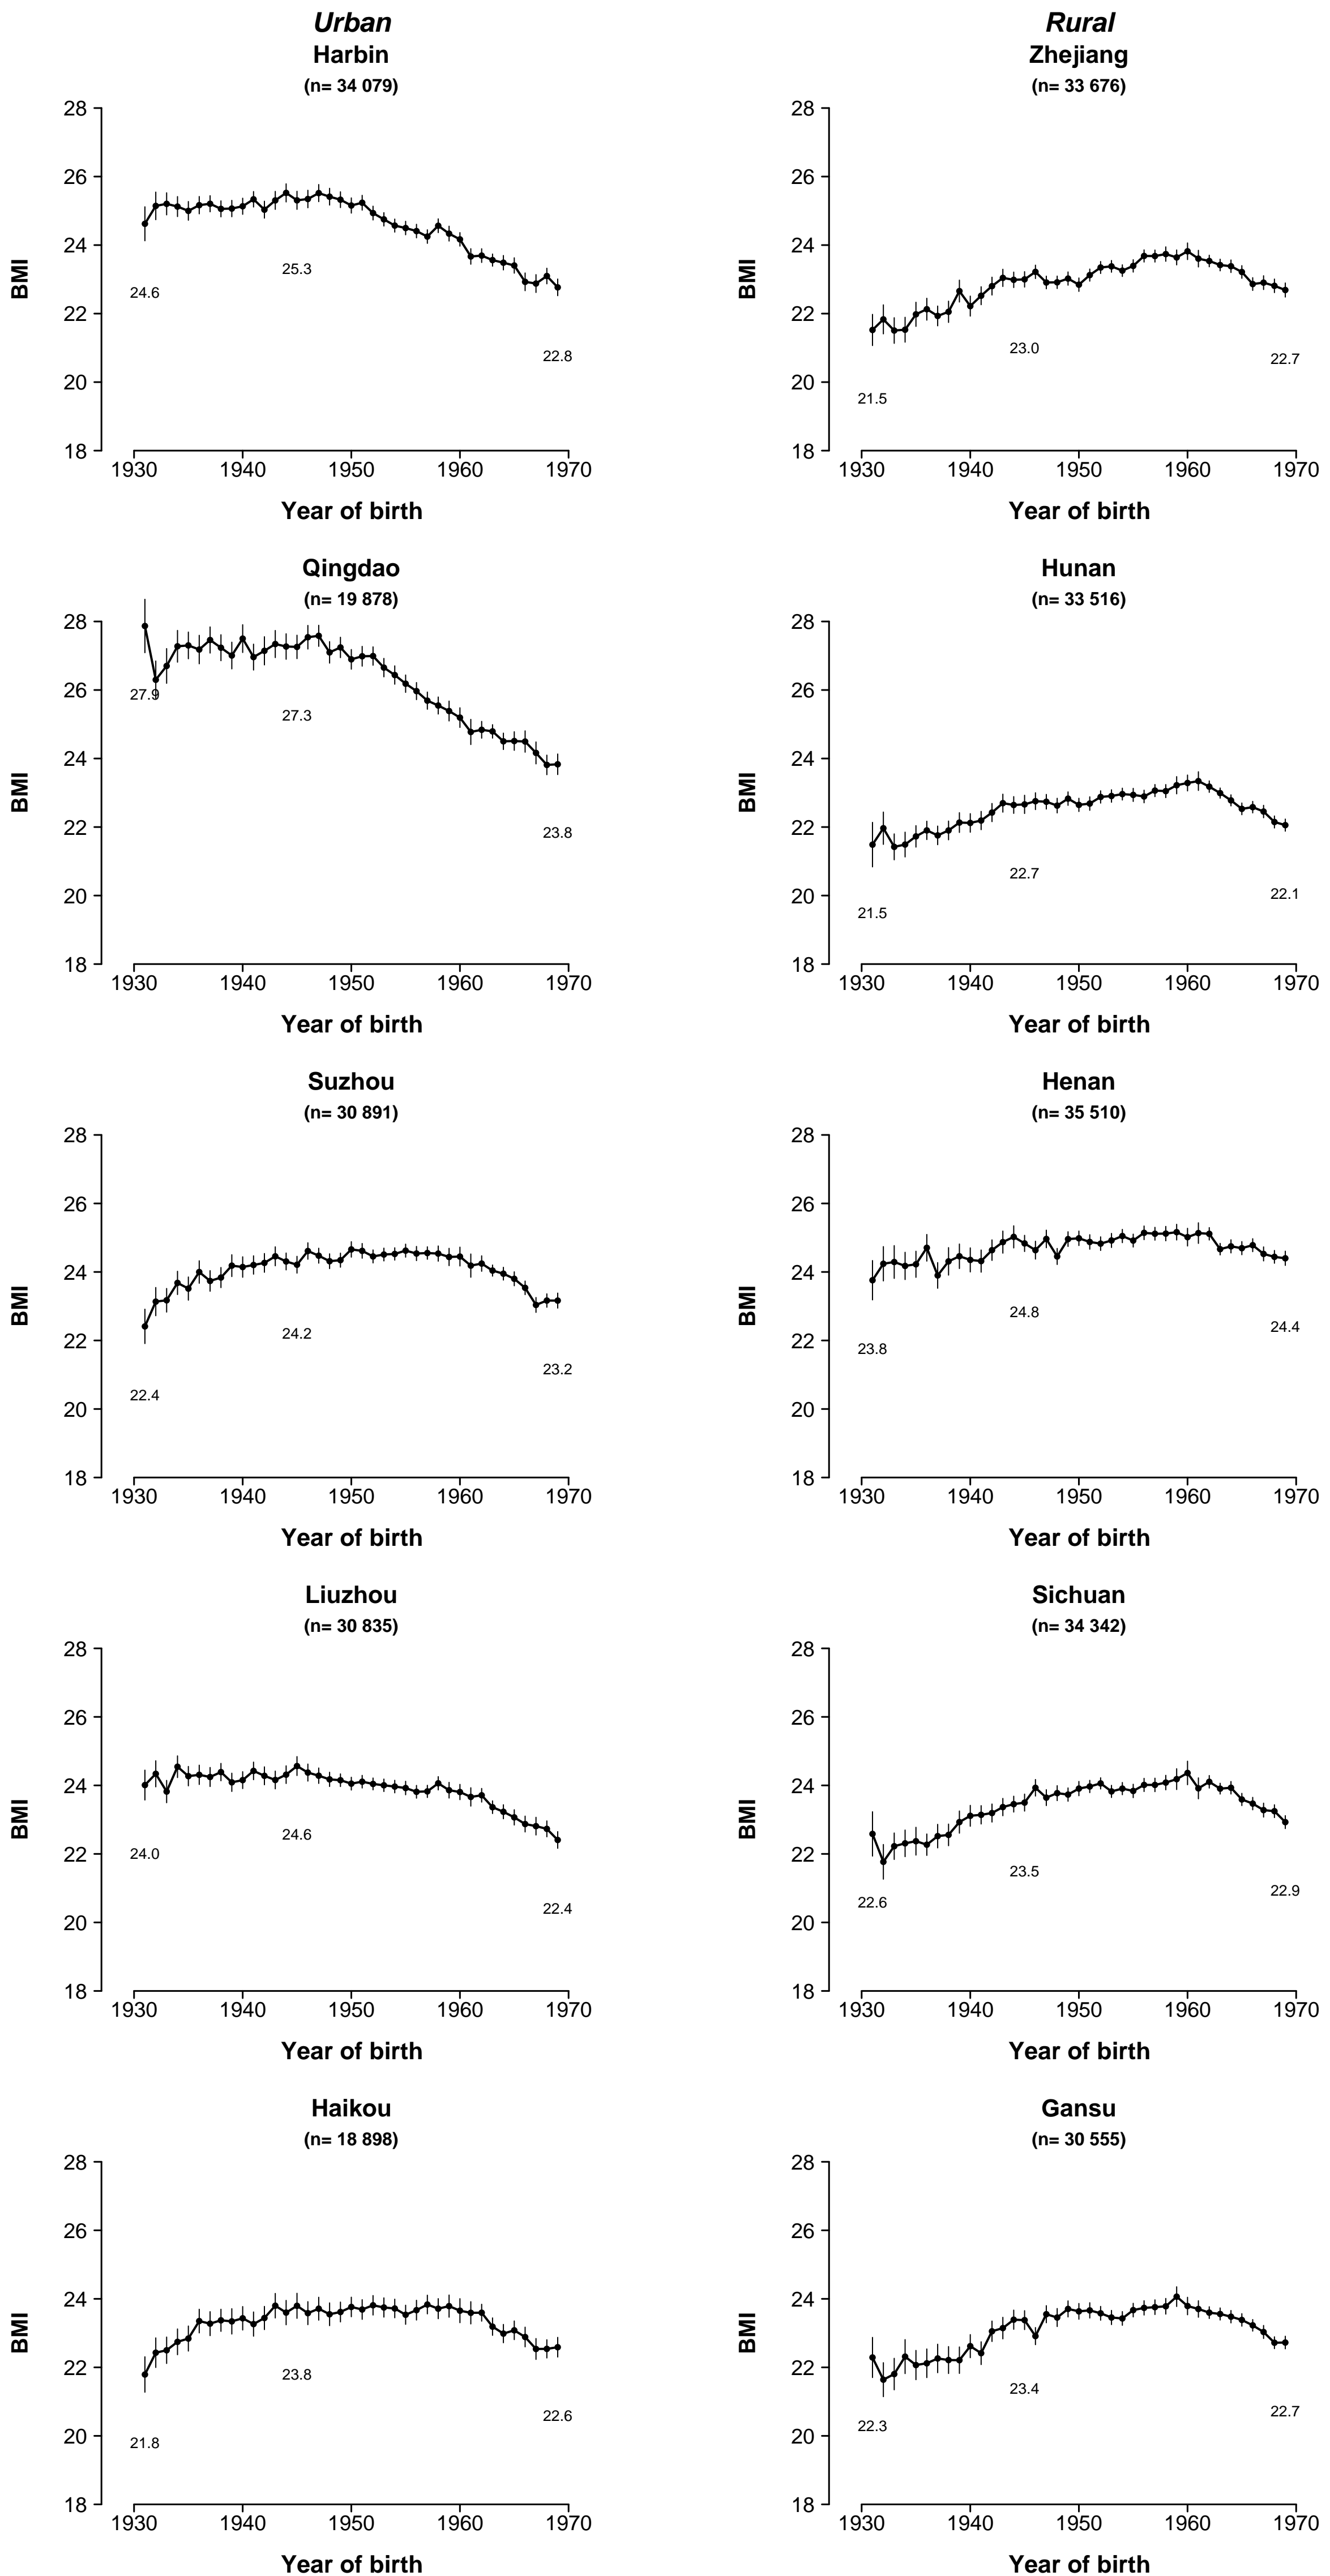 Urban
Harbin
(n= 34 079)
28
26
24
22
20
18
BMI
24.6
25.3
22.8
1930 1940 1950 1960 1970
Year of birth
Rural
Zhejiang
(n= 33 676)
28
26
24
22
20
18
BMI
21.5
23.0
22.7
1930 1940 1950 1960 1970
Year of birth
Qingdao
(n= 19 878)
28
26
24
22
20
18
BMI
27.9
27.3
23.8
1930 1940 1950 1960 1970
Year of birth
Hunan
(n= 33 516)
28
26
24
22
20
18
BMI
21.5
22.7
22.1
1930 1940 1950 1960 1970
Year of birth
Suzhou
(n= 30 891)
28
26
24
22
20
18
BMI
22.4
24.2
23.2
1930 1940 1950 1960 1970
Year of birth
Henan
(n= 35 510)
28
26
24
22
20
18
BMI
23.8
24.8
24.4
1930 1940 1950 1960 1970
Year of birth
Liuzhou
(n= 30 835)
28
26
24
22
20
18
BMI
24.0
24.6
22.4
1930 1940 1950 1960 1970
Year of birth
Sichuan
(n= 34 342)
28
26
24
22
20
18
BMI
22.6
23.5
22.9
1930 1940 1950 1960 1970
Year of birth
Haikou
(n= 18 898)
28
26
24
22
20
18
BMI
21.8
23.8
22.6
1930 1940 1950 1960 1970
Year of birth
Gansu
(n= 30 555)
28
26
24
22
20
18
BMI
22.3
23.4
22.7
1930 1940 1950 1960 1970
Year of birth